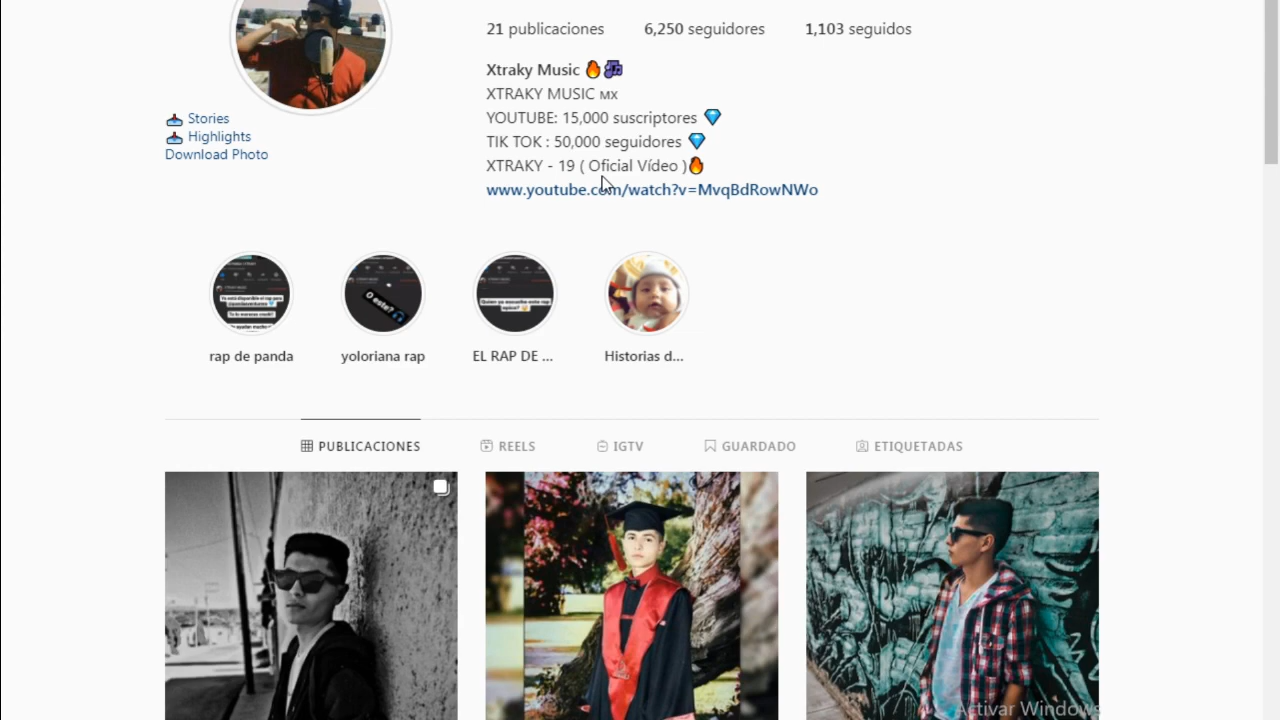 21 publicaciones 6,250 seguidores 1,103 seguidos
Xtraky Music 🔥🎶
XTRAKY MUSIC ᴍx
YOUTUBE: 15,000 suscriptores 💎
TIK TOK : 50,000 seguidores 💎
XTRAKY - 19 ( Oficial Vídeo )🔥
www.youtube.com/watch?v=MvqBdRowNWo
Stories
Highlights
Download Photo
O este? 🎧
rap de panda yoloriana rap EL RAP DE ... Historias d...
PUBLICACIONES REELS IGTV GUARDADO ETIQUETADAS
Activar Windows